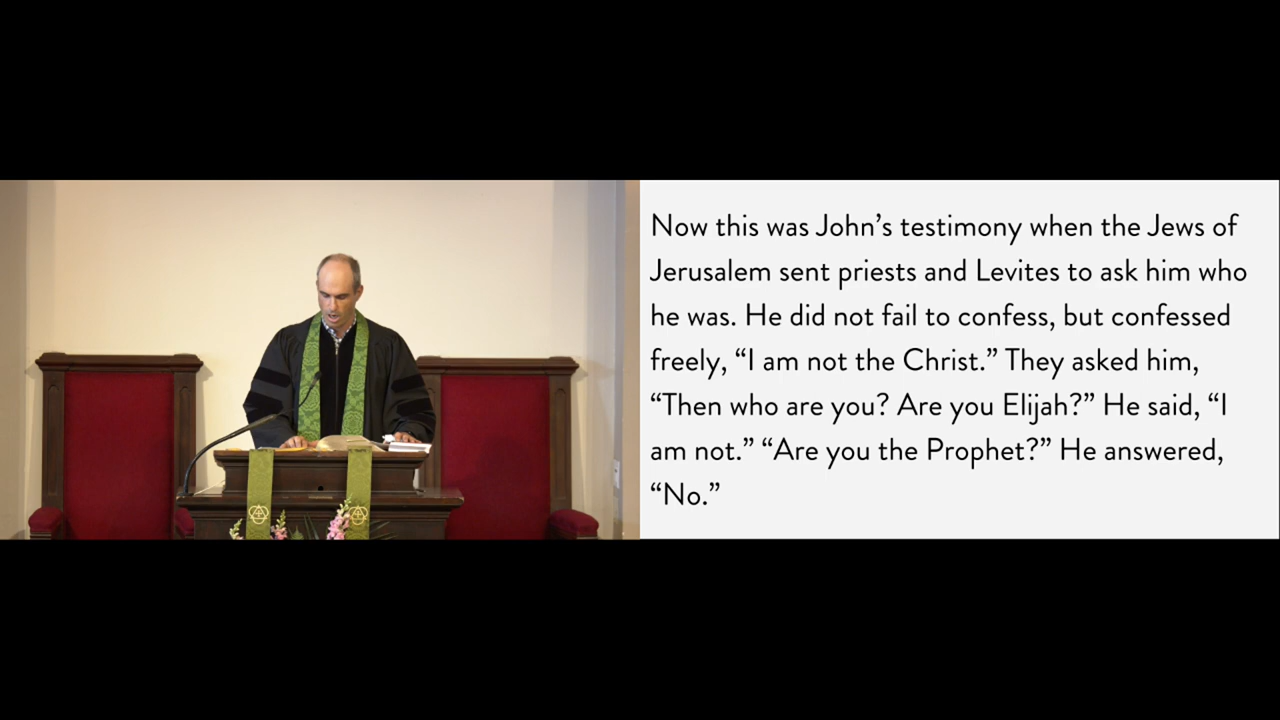 Now this was John’s testimony when the Jews of
Jerusalem sent priests and Levites to ask him who
he was. He did not fail to confess, but confessed
freely, “I am not the Christ.” They asked him,
“Then who are you? Are you Elijah?” He said, “I
am not.” “Are you the Prophet?” He answered,
“No.”